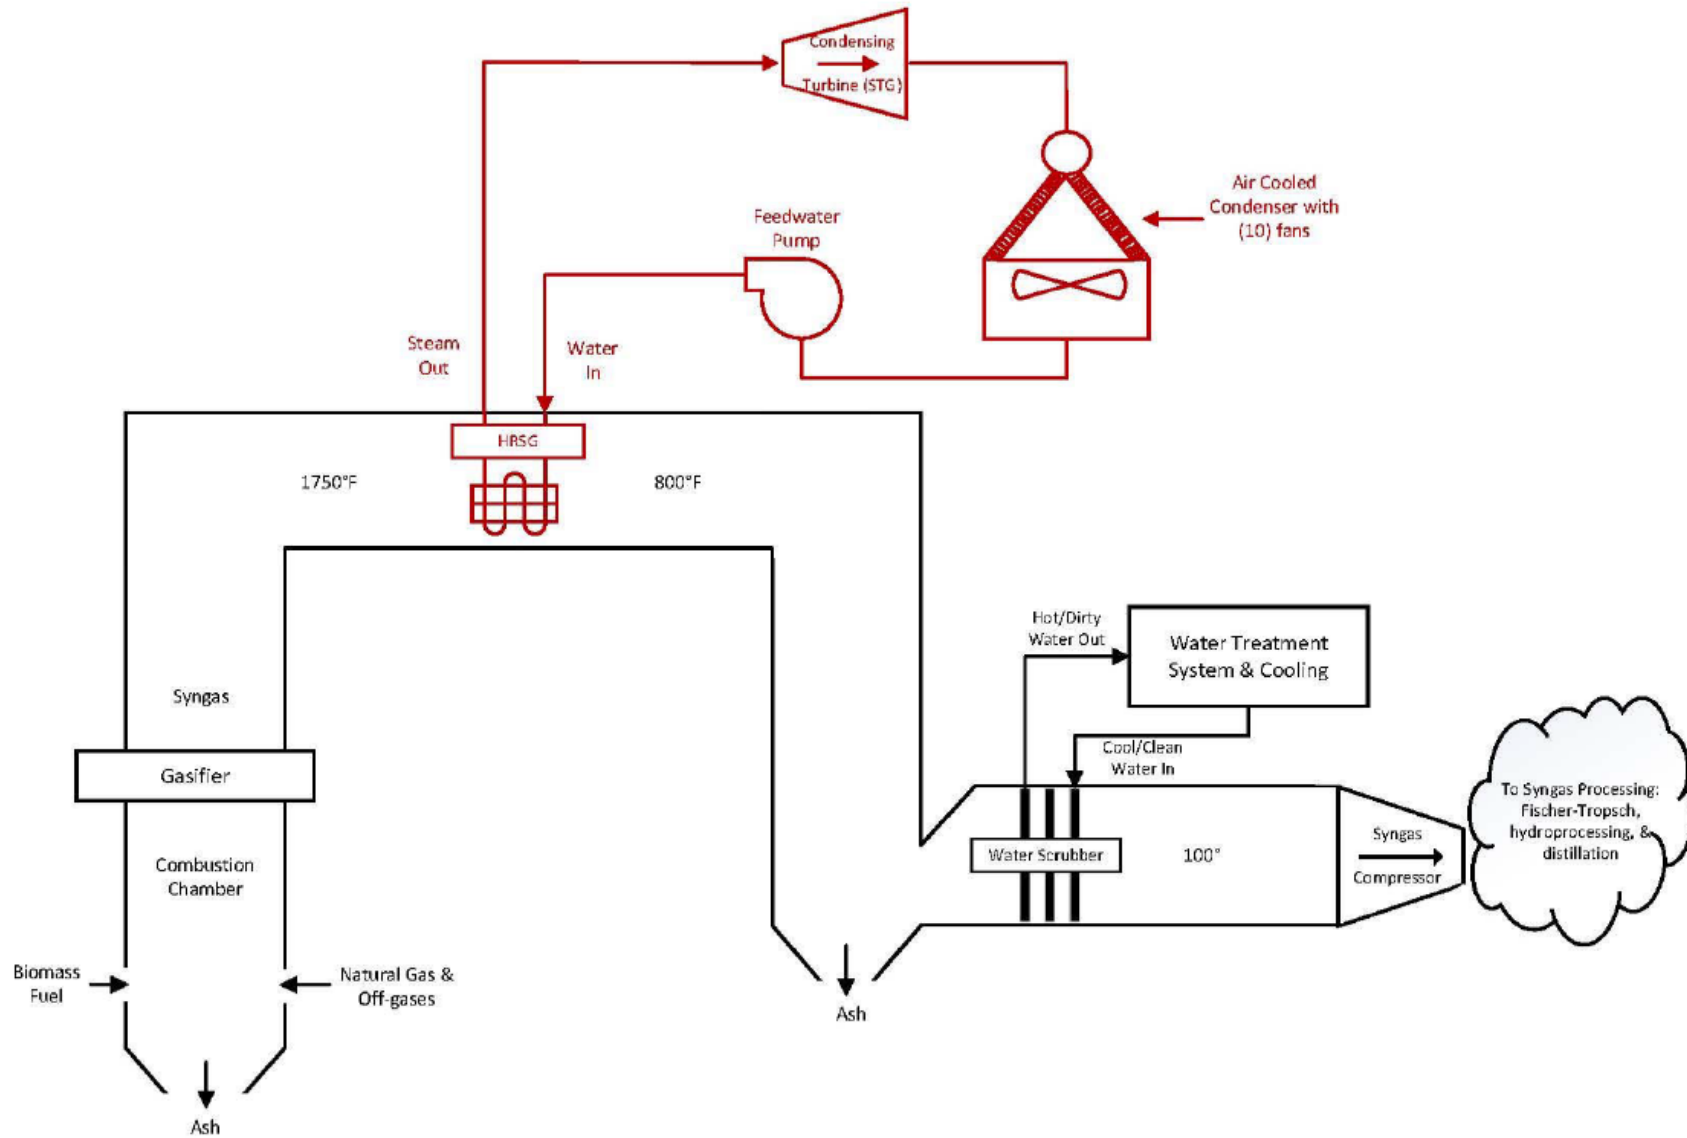 Condensing
Turbine (STG)
Air Cooled
Condenser with
(10) fans
Feedwater
Pump
Steam
Out
Water
In
HRSG
1750°F
800°F
Hot/Dirty
Water Out
Water Treatment
System & Cooling
Syngas
Cool/Clean
Water In
Gasifier
To Syngas Processing:
Fischer-Tropsch,
hydroprocessing, &
distillation
Water Scrubber
100°
Syngas
Compressor
Combustion
Chamber
Biomass
Fuel
Natural Gas &
Off-gases
Ash
Ash